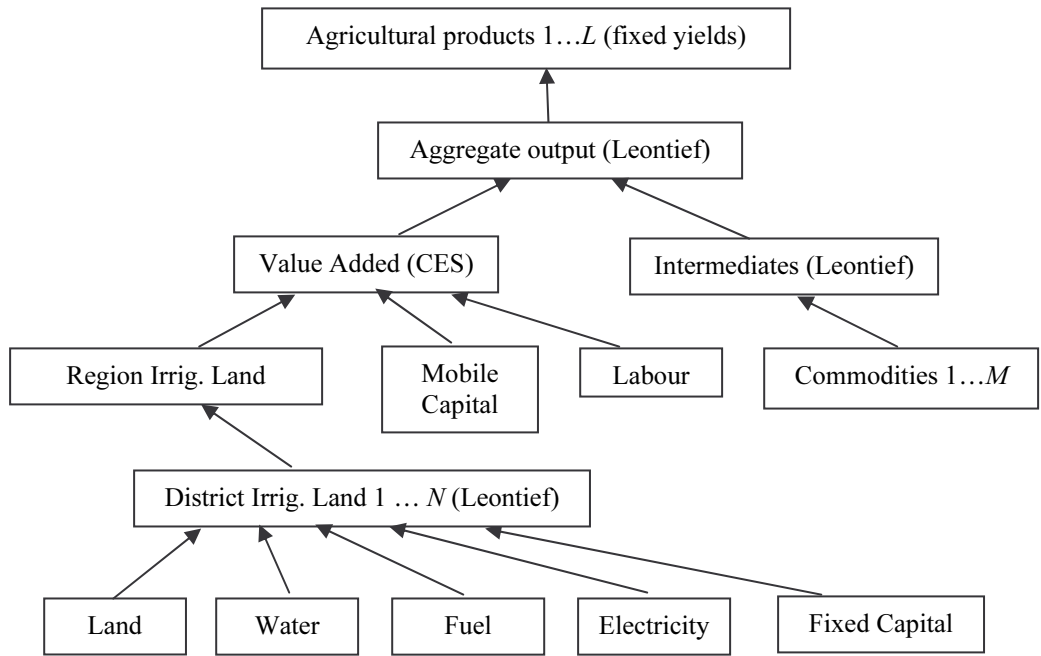 Agricultural products 1…L (fixed yields)
Aggregate output (Leontief)
Value Added (CES)
Intermediates (Leontief)
Region Irrig. Land
Mobile
Capital
Labour
Commodities 1…M
District Irrig. Land 1 … N (Leontief)
Land
Water
Fuel
Electricity
Fixed Capital